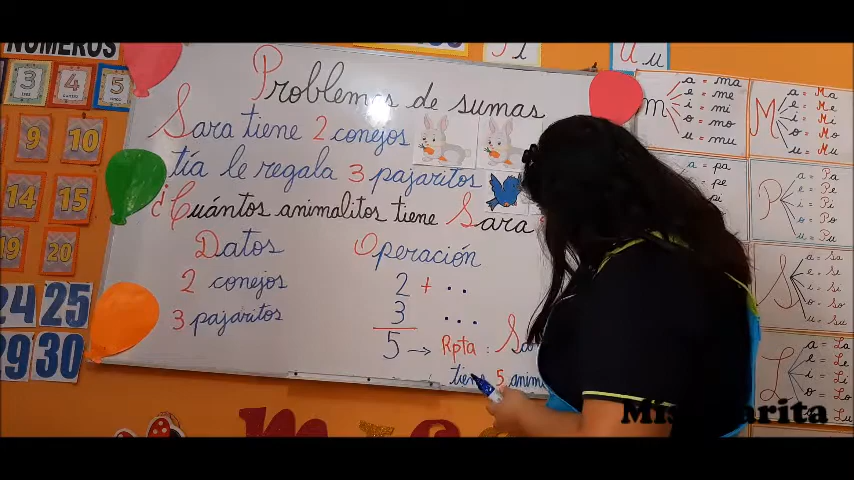 NÚMEROS
3
4
5
9
10
14
15
19
20
24 25
29 30
Problemas de sumas
Sara tiene 2 conejos
tía le regala 3 pajaritos
¿Cuántos animalitos tiene Sara
Datos
2 conejos
3 pajaritos
Operación
2 + ..
3 ...
5 → Rpta :
tiene 5
i
u
m
a = ma
e = me
i = mi
o = mo
u = mu
M
a = Ma
e = Me
i = Mi
o = Mo
u = Mu
a = pa
e = pe
P
a = Pa
e = Pe
i = Pi
o = Po
u = Pu
S
a = Sa
e = Se
i = Si
o = So
u = Su
L
a = La
e = Le
i = Li
o = Lo
u = Lu